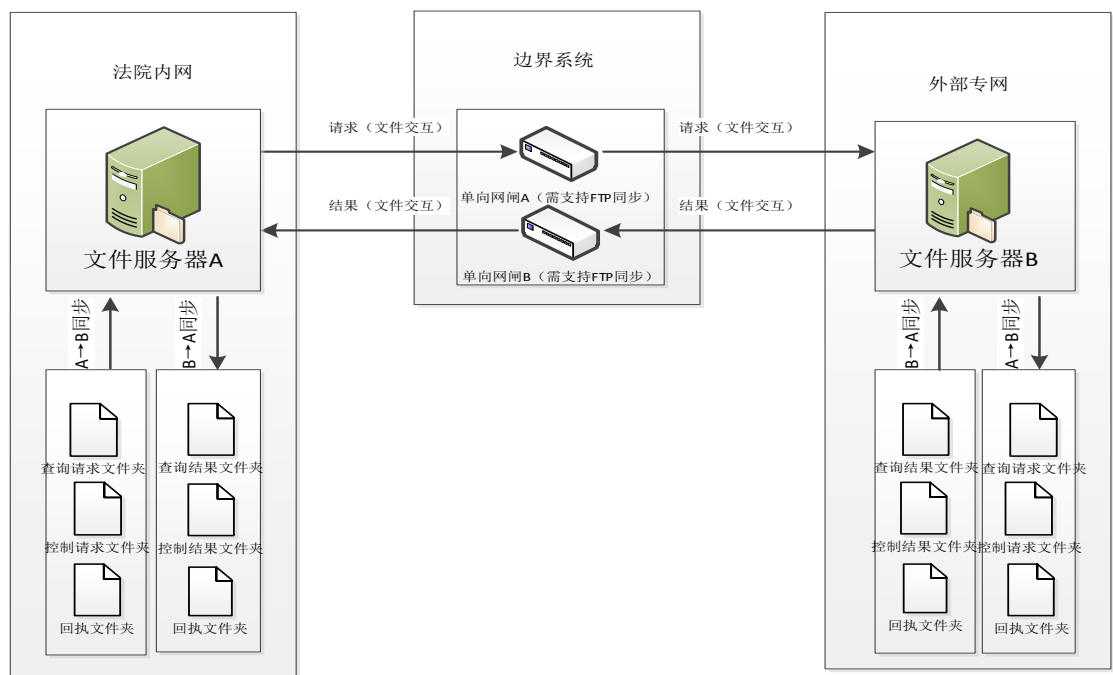 法院内网
边界系统
外部专网
请求（文件交互）
请求（文件交互）
单向网闸A（需支持FTP同步）
结果（文件交互）
结果（文件交互）
单向网闸B（需支持FTP同步）
文件服务器A
文件服务器B
A→B同步
B→A同步
B→A同步
A→B同步
查询请求文件夹
查询结果文件夹
查询结果文件夹
查询请求文件夹
控制请求文件夹
控制结果文件夹
控制结果文件夹
控制请求文件夹
回执文件夹
回执文件夹
回执文件夹
回执文件夹